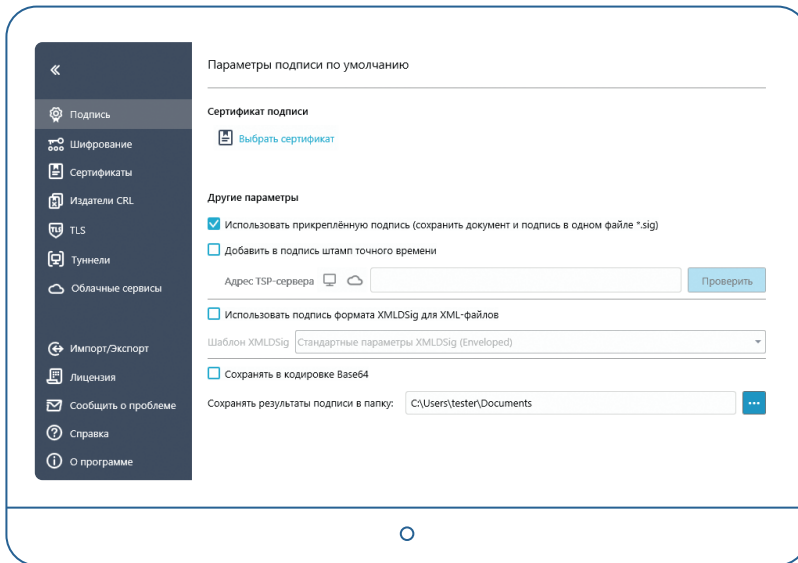 Параметры подписи по умолчанию
Подпись
Шифрование
Сертификаты
Издатели CRL
TLS
Туннели
Облачные сервисы
Импорт/Экспорт
Лицензия
Сообщить о проблеме
Справка
О программе
Сертификат подписи
Выбрать сертификат
Другие параметры
Использовать прикреплённую подпись (сохранить документ и подпись в одном файле *.sig)
Добавить в подпись штамп точного времени
Адрес TSP-сервера Проверить
Использовать подпись формата XMLDSig для XML-файлов
Шаблон XMLDSig Стандартные параметры XMLDSig (Enveloped)
Сохранять в кодировке Base64
Сохранять результаты подписи в папку: C:\Users\tester\Documents ...